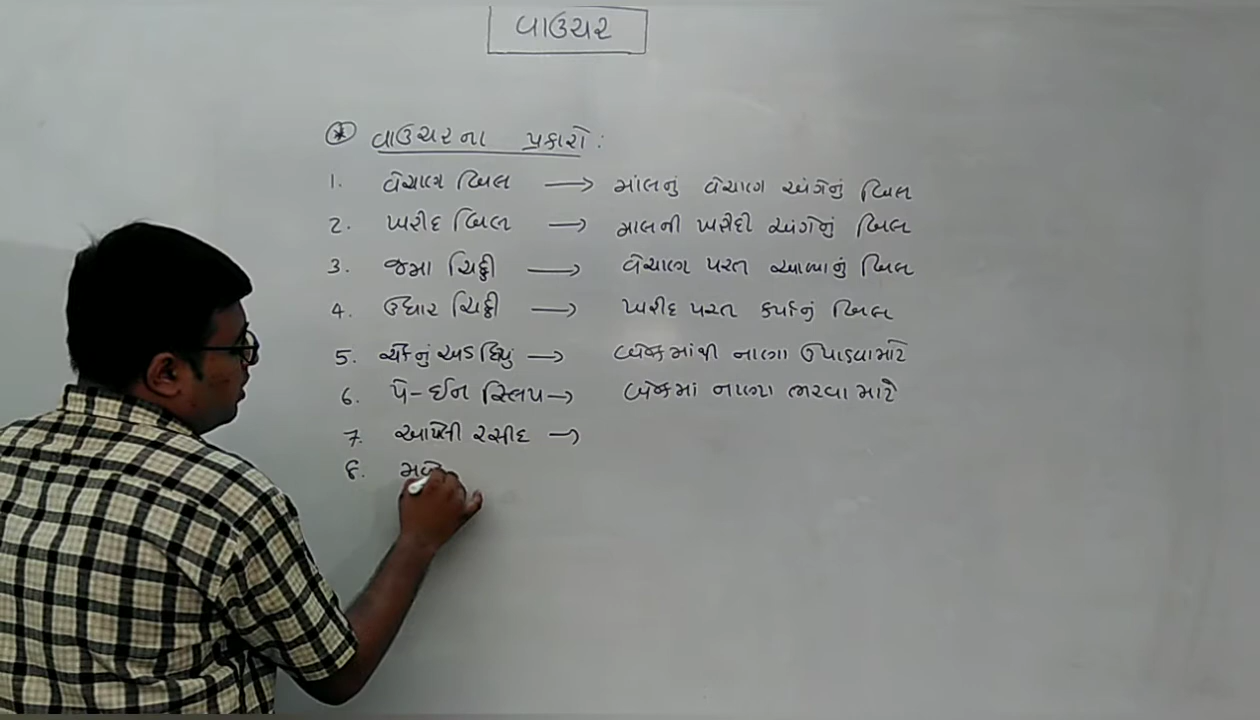 વાઉચર
* વાઉચરના પ્રકારો :
1. વેચાણ બિલ → માંલનું વેચાણ અંગેનું બિલ
2. ખરીદ બિલ → માલની ખરીદી અંગેનું બિલ
3. જમા ચિઠ્ઠી → વેચાણ પરત આવ્યાનું બિલ
4. ઉધાર ચિઠ્ઠી → ખરીદ પરત કર્યાનું બિલ
5. ચેકનું અડધિયું → બેંકમાંથી નાણા ઉપાડવા માટે
6. પે-ઈન સ્લિપ → બેંકમાં નાણા ભરવા માટે
7. આપેલી રસીદ →
8.